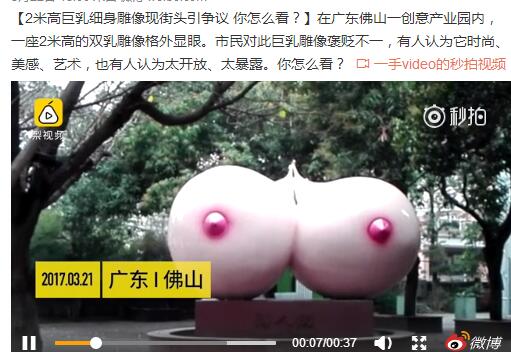 【2米高巨乳细身雕像现街头引争议 你怎么看？】在广东佛山一创意产业园内，
一座2米高的双乳雕像格外显眼。市民对此巨乳雕像褒贬不一，有人认为它时尚、
美感、艺术，也有人认为太开放、太暴露。你怎么看？ 一手video的秒拍视频
梨视频
秒拍
2017.03.21 广东 | 佛山
00:07/00:37
微博